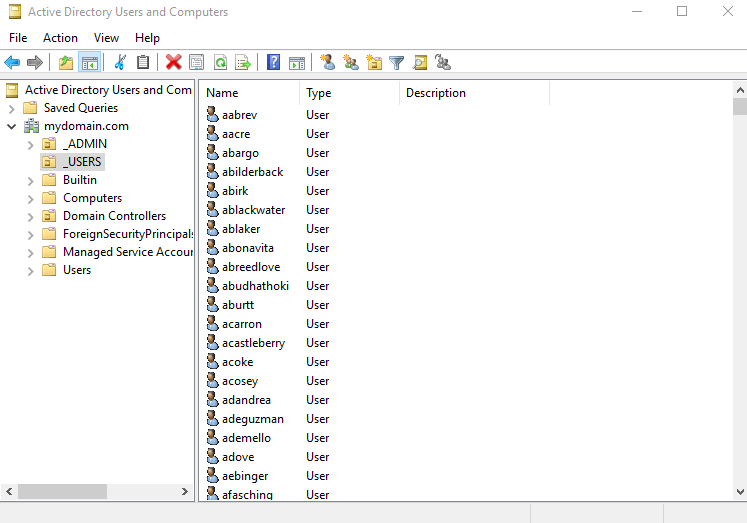 Active Directory Users and Computers
File Action View Help
Active Directory Users and Com
Saved Queries
mydomain.com
_ADMIN
_USERS
Builtin
Computers
Domain Controllers
ForeignSecurityPrincipals
Managed Service Accour
Users
Name Type Description
aabrev User
aacre User
abargo User
abilderback User
abirk User
ablackwater User
ablaker User
abonavita User
abreedlove User
abudhathoki User
aburtt User
acarron User
acastleberry User
acoke User
acosey User
adandrea User
adeguzman User
ademello User
adove User
aebinger User
afasching User